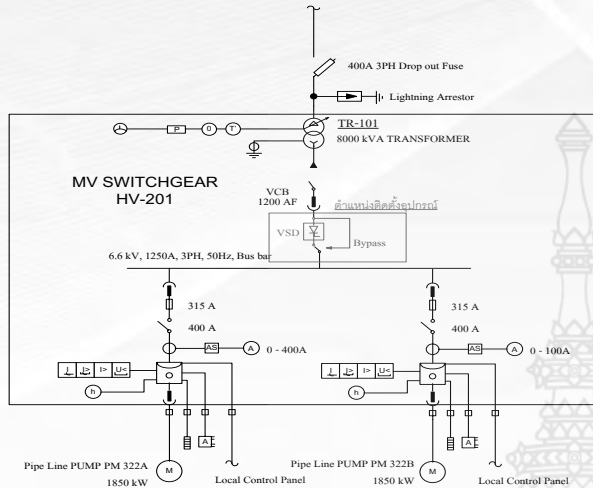 400A 3PH Drop out Fuse
Lightning Arrestor
TR-101
8000 kVA TRANSFORMER
P
0
T'
MV SWITCHGEAR
HV-201
VCB
1200 AF
ตำแหน่งติดตั้งอุปกรณ์
VSD
Bypass
6.6 kV, 1250A, 3PH, 50Hz, Bus bar
315 A
400 A
AS
A
0 - 400A
I>
I>
U<
h
A
M
Pipe Line PUMP PM 322A
1850 kW
Local Control Panel
315 A
400 A
AS
A
0 - 100A
I>
I>
U<
h
A
M
Pipe Line PUMP PM 322B
1850 kW
Local Control Panel